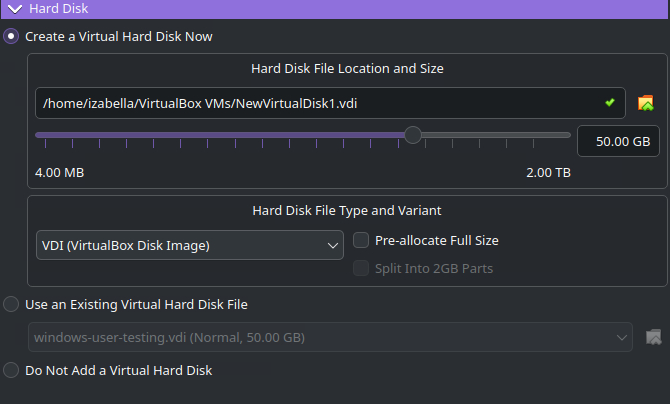 Hard Disk
Create a Virtual Hard Disk Now
Hard Disk File Location and Size
/home/izabella/VirtualBox VMs/NewVirtualDisk1.vdi
50.00 GB
4.00 MB 2.00 TB
Hard Disk File Type and Variant
VDI (VirtualBox Disk Image) Pre-allocate Full Size
Split Into 2GB Parts
Use an Existing Virtual Hard Disk File
windows-user-testing.vdi (Normal, 50.00 GB)
Do Not Add a Virtual Hard Disk